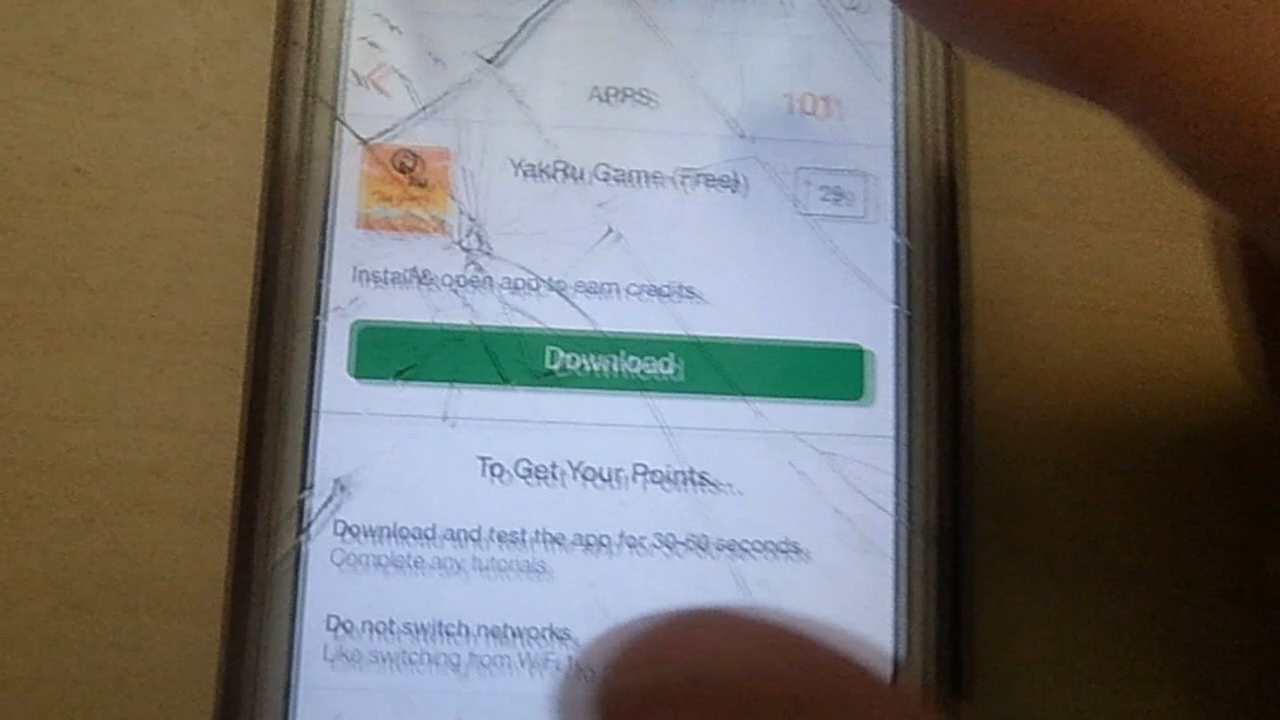 APPS 101
YakRu Game (Free)
Install & open app to earn credits.
Download
To Get Your Points...
Download and test the app for 30-60 seconds.
Complete any tutorials.
Do not switch networks.
Like switching from WiFi to